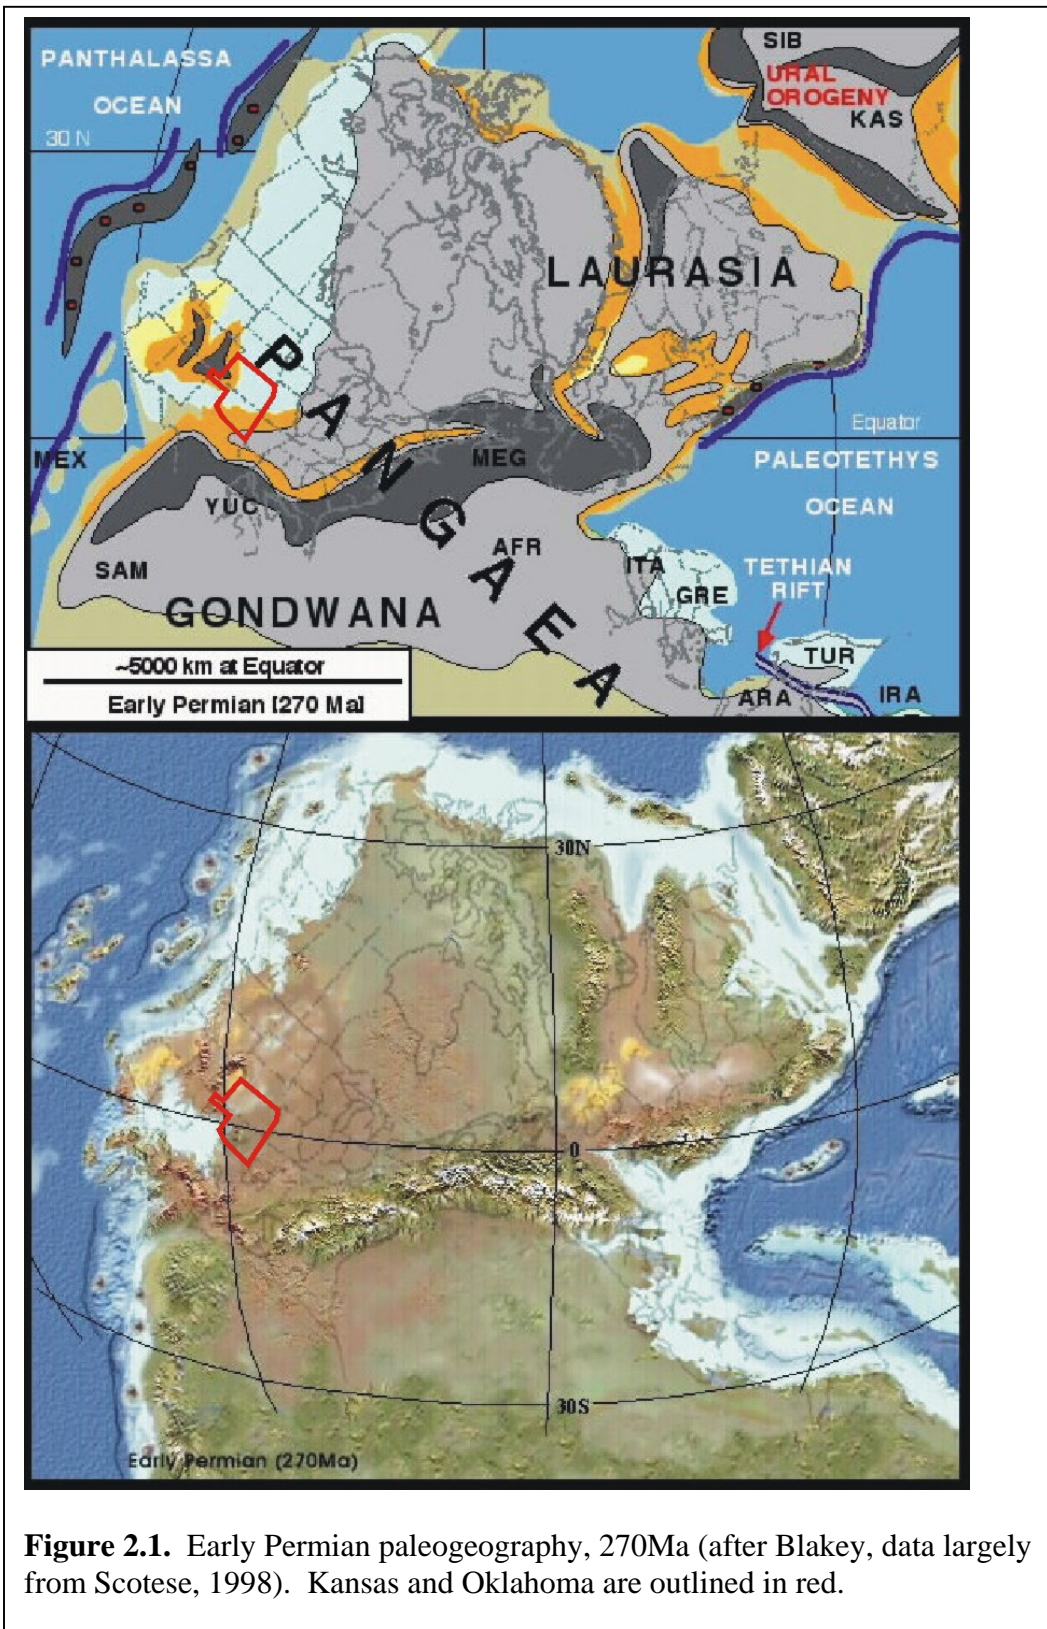 PANTHALASSA
OCEAN
30 N
SIB
URAL
OROGENY
KAS
LAURASIA
PANGAEA
MEX
YUC
MEG
Equator
PALEOTETHYS
OCEAN
SAM
AFR
ITA
GRE
TETHIAN
RIFT
GONDWANA
TUR
ARA
IRA
~5000 km at Equator
Early Permian [270 Ma]
30N
0
30S
Early Permian (270Ma)
Figure 2.1. Early Permian paleogeography, 270Ma (after Blakey, data largely
from Scotese, 1998). Kansas and Oklahoma are outlined in red.